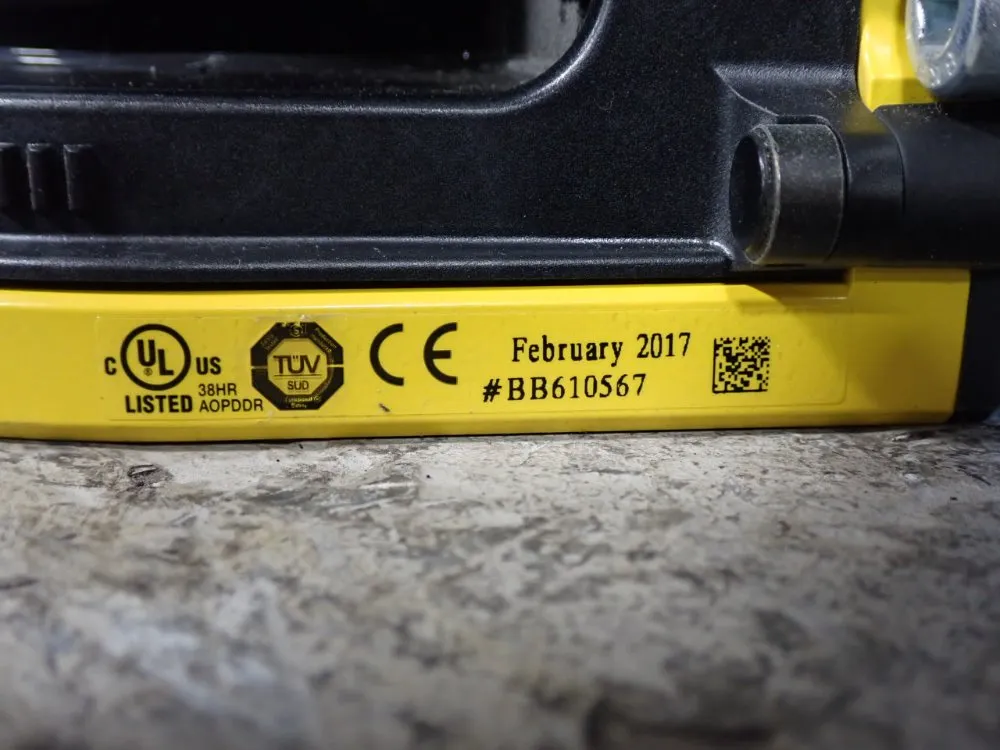 C UL US
®
LISTED
38HR
AOPDDR
TÜV
SÜD
CE
February 2017
#BB610567